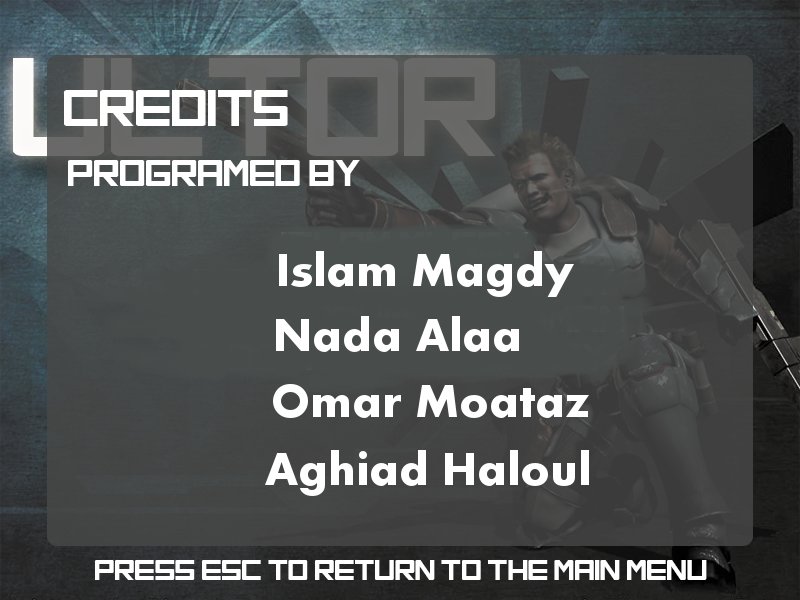 ULTOR
CREDITS
PROGRAMED BY
Islam Magdy
Nada Alaa
Omar Moataz
Aghiad Haloul
PRESS ESC TO RETURN TO THE MAIN MENU